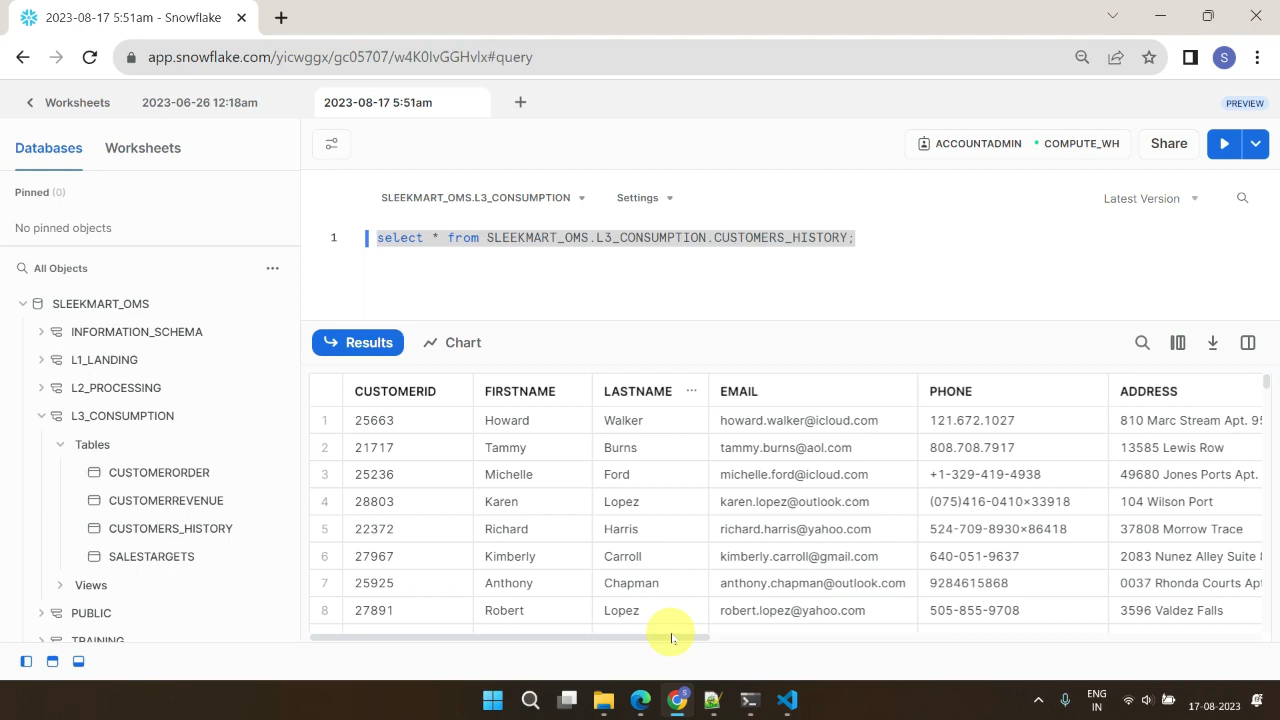 2023-08-17 5:51am - Snowflake
app.snowflake.com/yicwggx/gc05707/w4K0IvGGHvlx#query
S
Worksheets
2023-06-26 12:18am
2023-08-17 5:51am
PREVIEW
Databases
Worksheets
ACCOUNTADMIN
COMPUTE_WH
Share
Pinned (0)
No pinned objects
SLEEKMART_OMS.L3_CONSUMPTION
Settings
Latest Version
1
select * from SLEEKMART_OMS.L3_CONSUMPTION.CUSTOMERS_HISTORY;
All Objects
SLEEKMART_OMS
INFORMATION_SCHEMA
L1_LANDING
L2_PROCESSING
L3_CONSUMPTION
Tables
CUSTOMERORDER
CUSTOMERREVENUE
CUSTOMERS_HISTORY
SALESTARGETS
Views
PUBLIC
TRAINING
Results
Chart
CUSTOMERID FIRSTNAME LASTNAME ... EMAIL PHONE ADDRESS
1 25663 Howard Walker howard.walker@icloud.com 121.672.1027 810 Marc Stream Apt. 95
2 21717 Tammy Burns tammy.burns@aol.com 808.708.7917 13585 Lewis Row
3 25236 Michelle Ford michelle.ford@icloud.com +1-329-419-4938 49680 Jones Ports Apt.
4 28803 Karen Lopez karen.lopez@outlook.com (075)416-0410×33918 104 Wilson Port
5 22372 Richard Harris richard.harris@yahoo.com 524-709-8930×86418 37808 Morrow Trace
6 27967 Kimberly Carroll kimberly.carroll@gmail.com 640-051-9637 2083 Nunez Alley Suite
7 25925 Anthony Chapman anthony.chapman@outlook.com 9284615868 0037 Rhonda Courts Apt
8 27891 Robert Lopez robert.lopez@yahoo.com 505-855-9708 3596 Valdez Falls
S
ENG
IN
17-08-2023